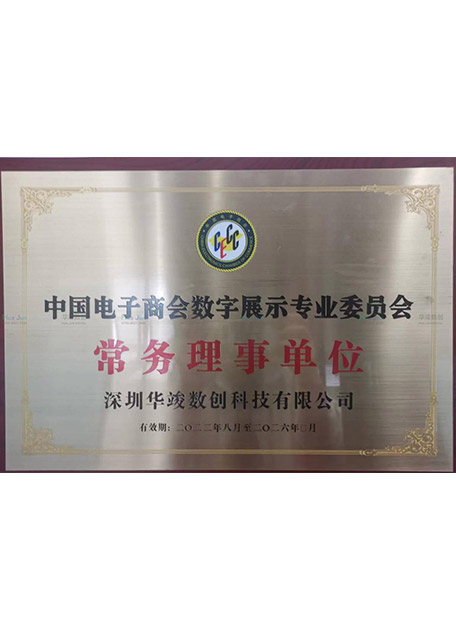 CECC
中国电子商会数字展示专业委员会
常务理事单位
深圳华竣数创科技有限公司
有效期:二〇二二年八月至二〇二六年 月